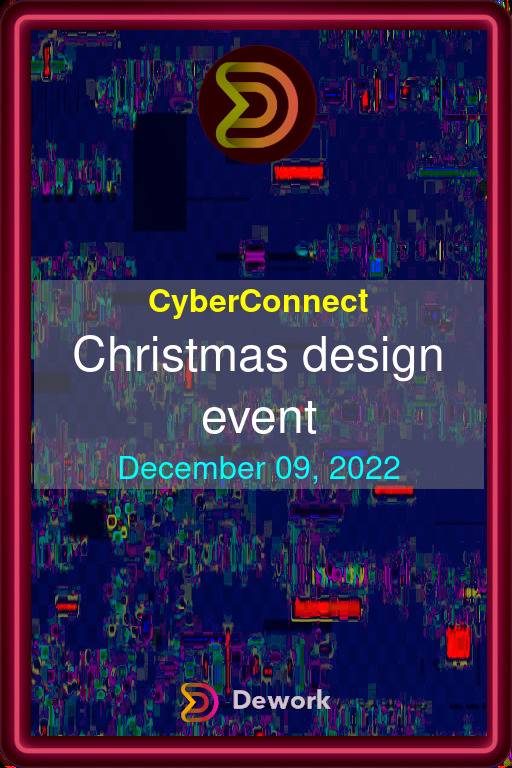 CyberConnect
Christmas design
event
December 09, 2022
Dework